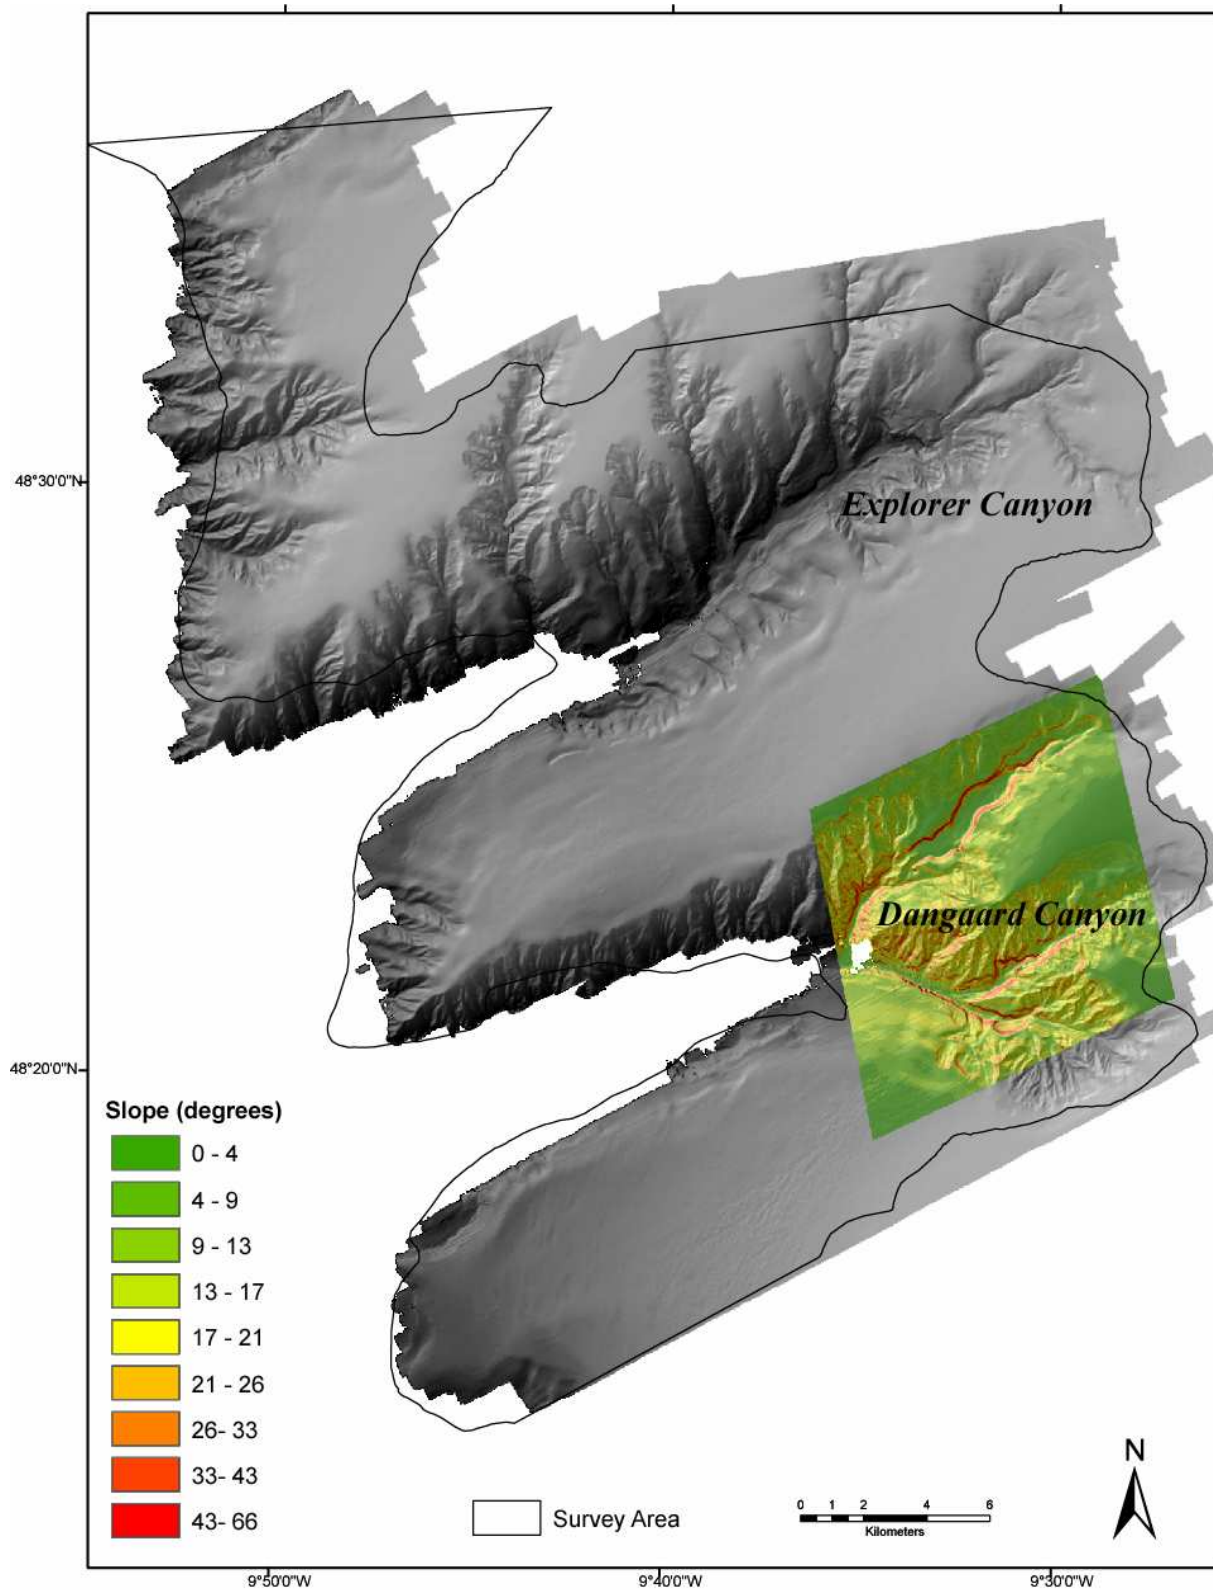 48°30'0"N
Explorer Canyon
Dangaard Canyon
48°20'0"N
Slope (degrees)
0 - 4
4 - 9
9 - 13
13 - 17
17 - 21
21 - 26
26- 33
33- 43
43- 66
Survey Area
0 1 2 4 6
Kilometers
N
9°50'0"W
9°40'0"W
9°30'0"W